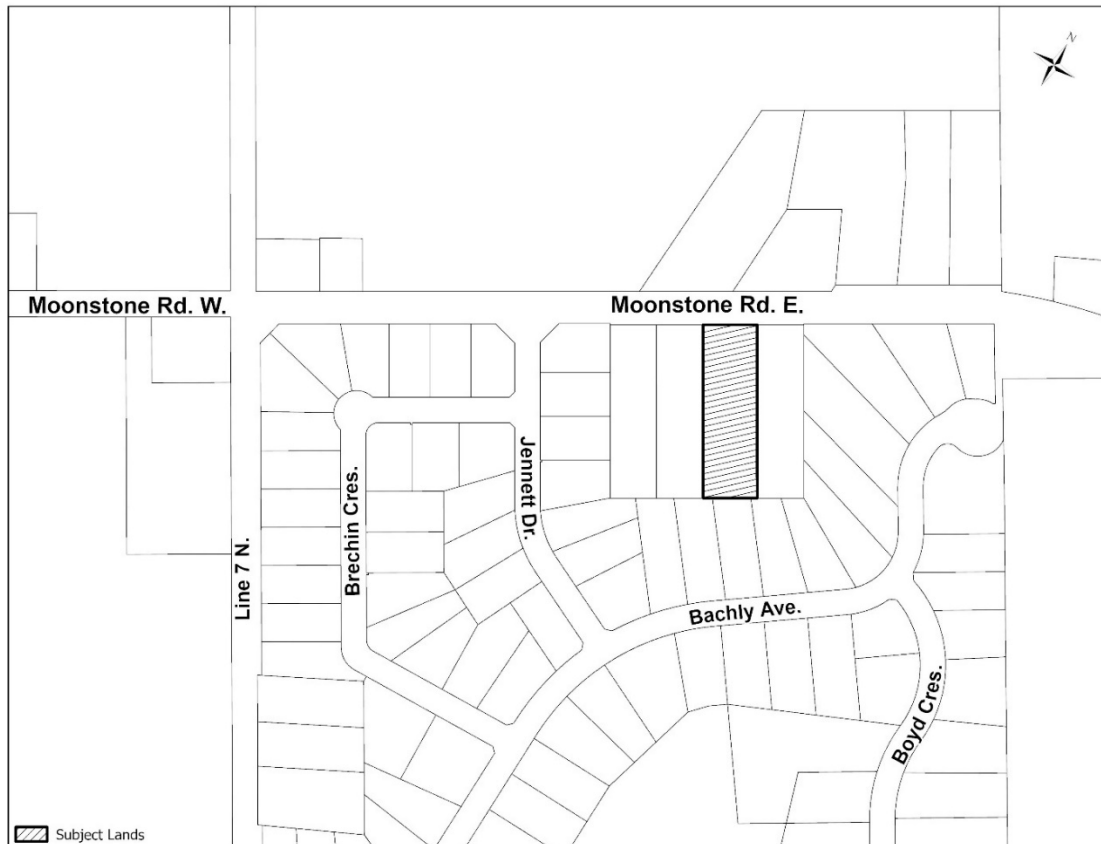 N
Moonstone Rd. W.
Moonstone Rd. E.
Jennett Dr.
Brechin Cres.
Line 7 N.
Bachly Ave.
Boyd Cres.
Subject Lands